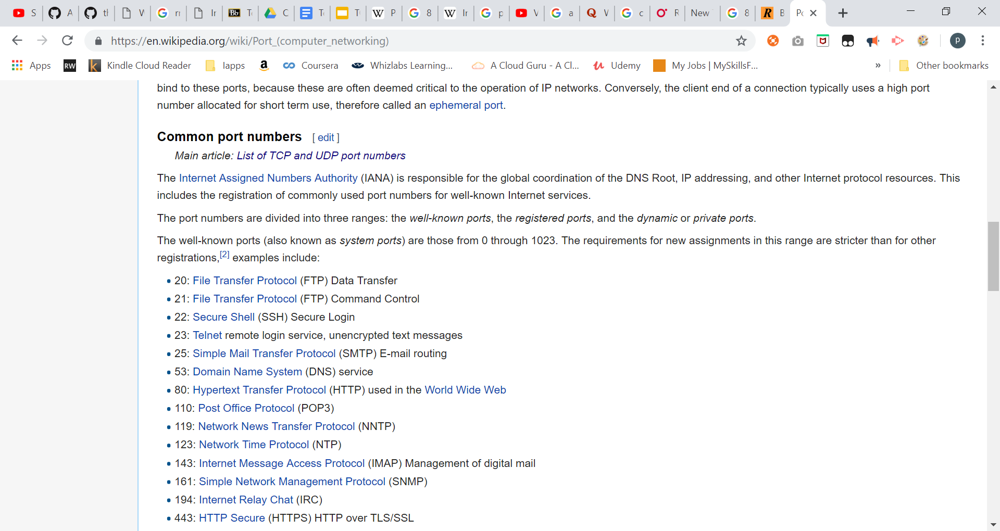 S A th W rr Ir Bb Te C Te T W P 8 W Ir p V a Q W c R New 8 R B Po
https://en.wikipedia.org/wiki/Port_(computer_networking) p
Apps RW Kindle Cloud Reader Iapps a Coursera Whizlabs Learning... A Cloud Guru - A Cl... Udemy My Jobs | MySkillsF... » Other bookmarks
bind to these ports, because these are often deemed critical to the operation of IP networks. Conversely, the client end of a connection typically uses a high port
number allocated for short term use, therefore called an ephemeral port.
Common port numbers [ edit ]
Main article: List of TCP and UDP port numbers
The Internet Assigned Numbers Authority (IANA) is responsible for the global coordination of the DNS Root, IP addressing, and other Internet protocol resources. This
includes the registration of commonly used port numbers for well-known Internet services.
The port numbers are divided into three ranges: the well-known ports, the registered ports, and the dynamic or private ports.
The well-known ports (also known as system ports) are those from 0 through 1023. The requirements for new assignments in this range are stricter than for other
registrations,[2] examples include:
• 20: File Transfer Protocol (FTP) Data Transfer
• 21: File Transfer Protocol (FTP) Command Control
• 22: Secure Shell (SSH) Secure Login
• 23: Telnet remote login service, unencrypted text messages
• 25: Simple Mail Transfer Protocol (SMTP) E-mail routing
• 53: Domain Name System (DNS) service
• 80: Hypertext Transfer Protocol (HTTP) used in the World Wide Web
• 110: Post Office Protocol (POP3)
• 119: Network News Transfer Protocol (NNTP)
• 123: Network Time Protocol (NTP)
• 143: Internet Message Access Protocol (IMAP) Management of digital mail
• 161: Simple Network Management Protocol (SNMP)
• 194: Internet Relay Chat (IRC)
• 443: HTTP Secure (HTTPS) HTTP over TLS/SSL